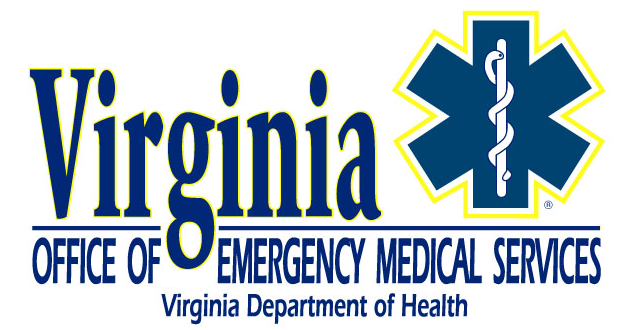 Virginia
®
OFFICE OF EMERGENCY MEDICAL SERVICES
Virginia Department of Health